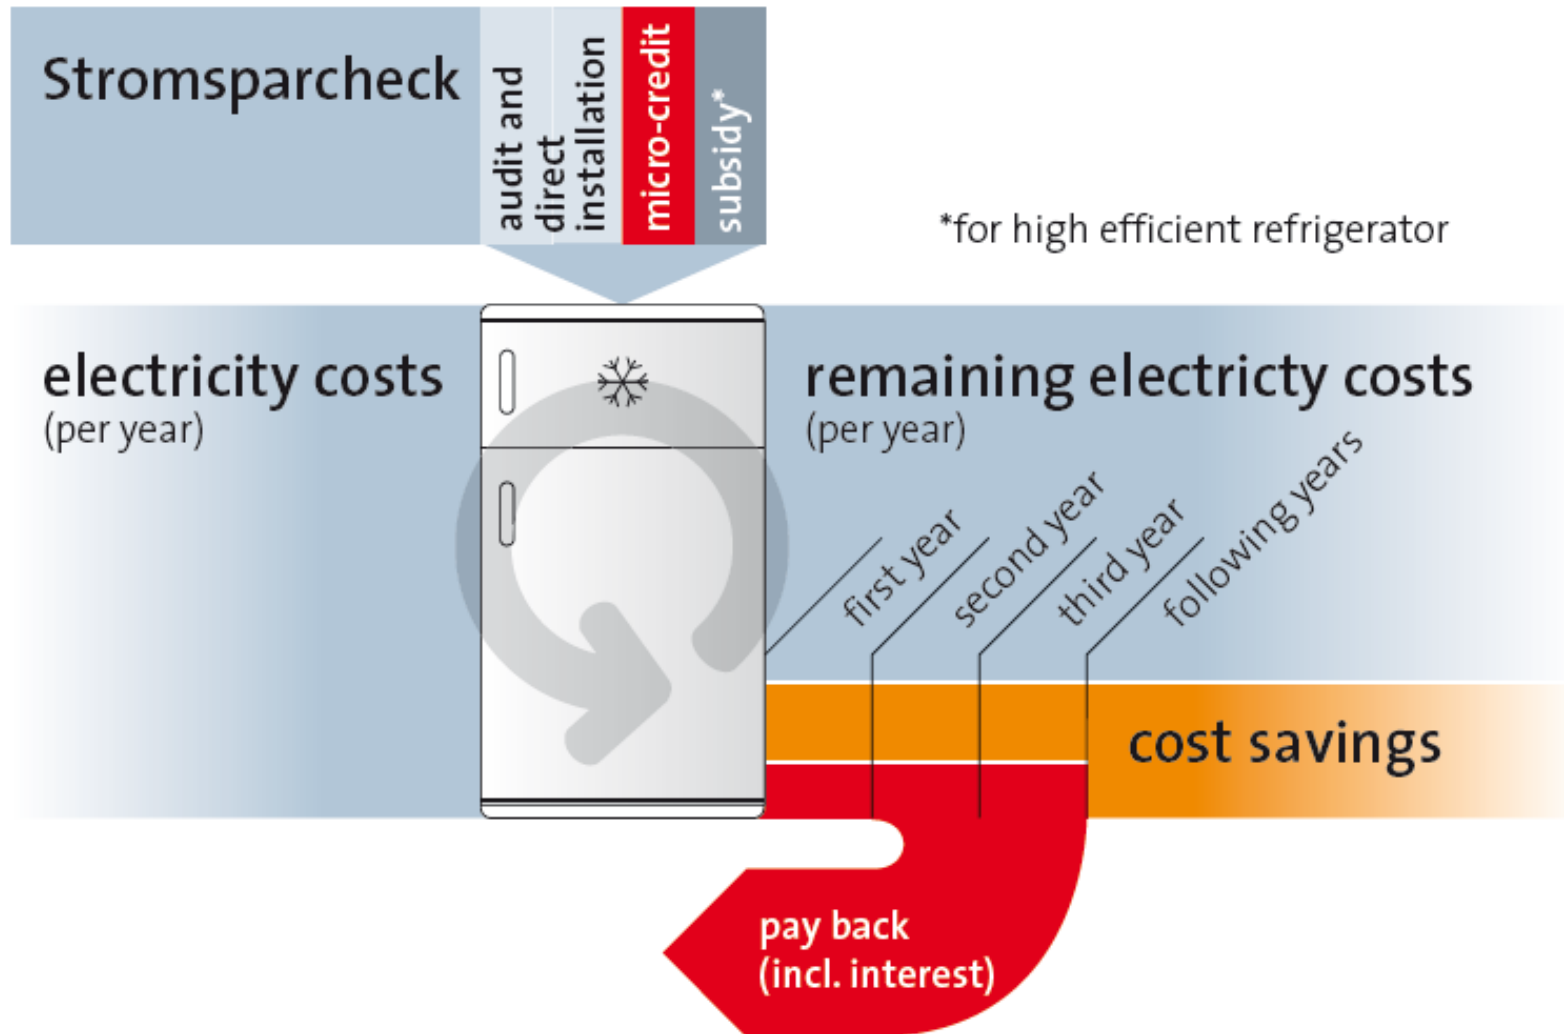 Stromsparcheck
audit and
direct
installation
micro-credit
subsidy*
*for high efficient refrigerator
electricity costs
(per year)
remaining electricty costs
(per year)
first year
second year
third year
following years
cost savings
pay back
(incl. interest)